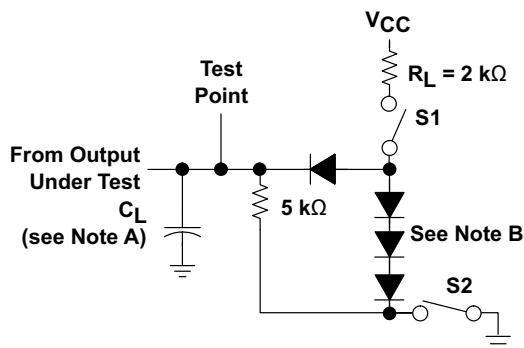 VCC
RL = 2 kΩ
Test
Point
S1
From Output
Under Test
CL
(see Note A)
5 kΩ
See Note B
S2